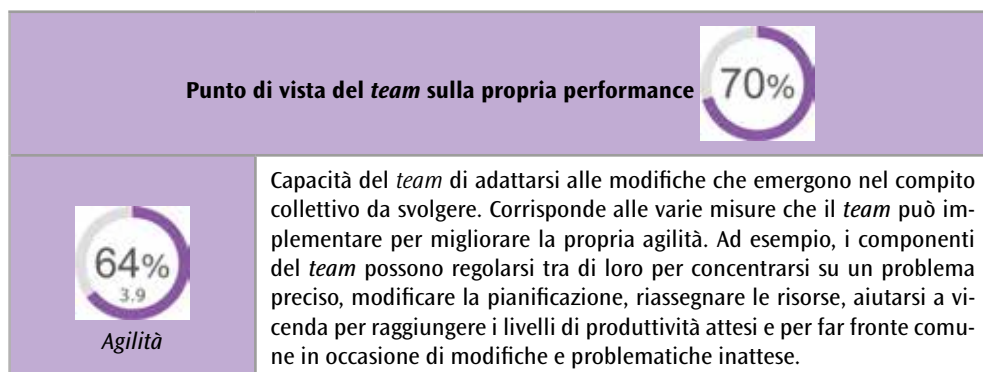 Punto di vista del team sulla propria performance 70%
64%
3.9
Agilità
Capacità del team di adattarsi alle modifiche che emergono nel compito
collettivo da svolgere. Corrisponde alle varie misure che il team può im-
plementare per migliorare la propria agilità. Ad esempio, i componenti
del team possono regolarsi tra di loro per concentrarsi su un problema
preciso, modificare la pianificazione, riassegnare le risorse, aiutarsi a vi-
cenda per raggiungere i livelli di produttività attesi e per far fronte comu-
ne in occasione di modifiche e problematiche inattese.